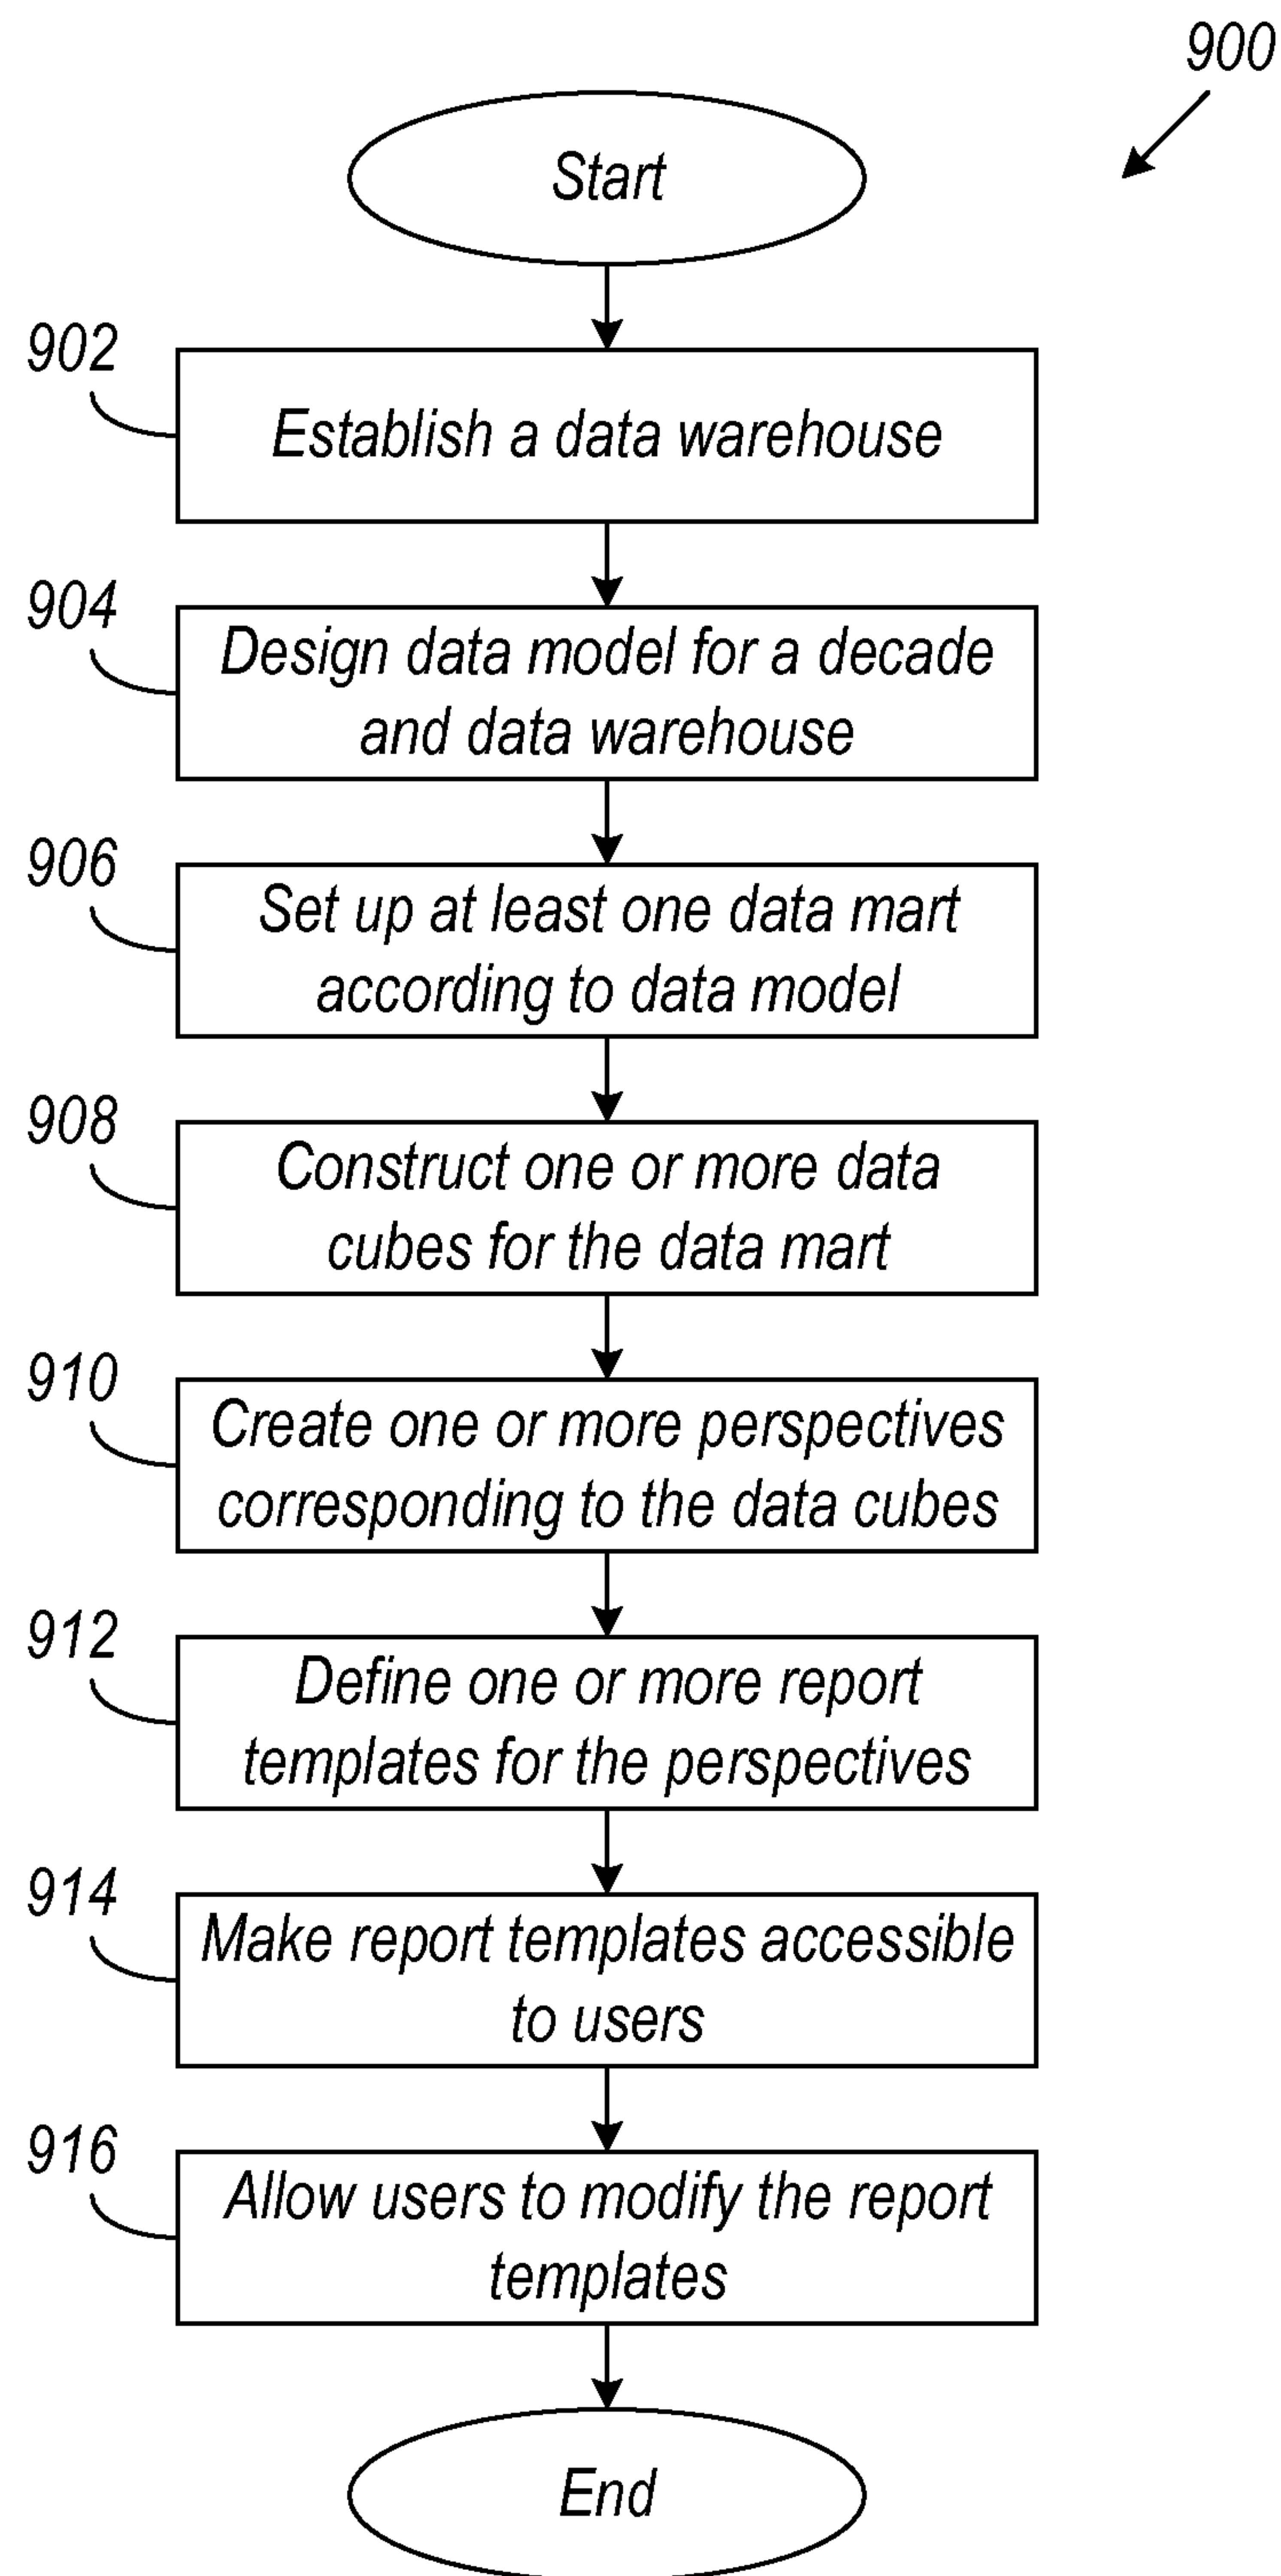 900
Start
902
Establish a data warehouse
904
Design data model for a decade
and data warehouse
906
Set up at least one data mart
according to data model
908
Construct one or more data
cubes for the data mart
910
Create one or more perspectives
corresponding to the data cubes
912
Define one or more report
templates for the perspectives
914
Make report templates accessible
to users
916
Allow users to modify the report
templates
End